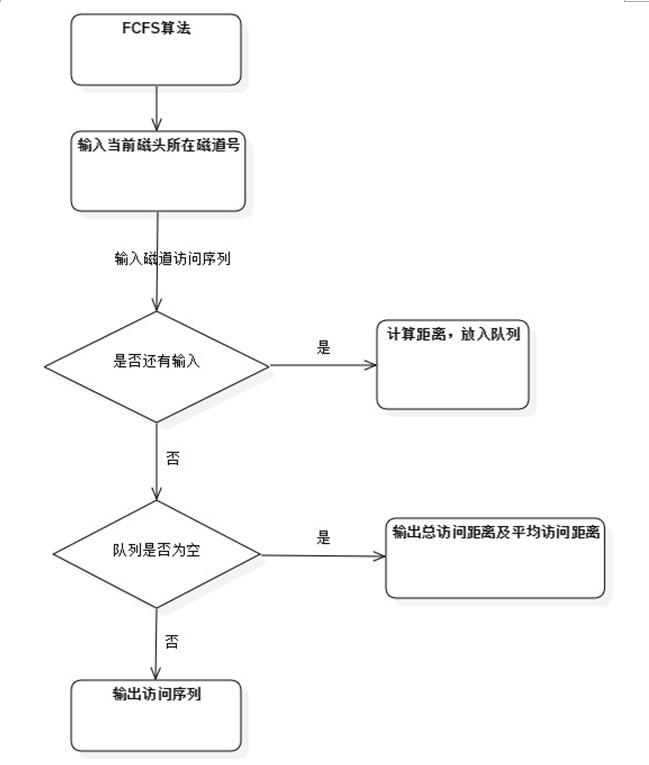 FCFS算法
输入当前磁头所在磁道号
输入磁道访问序列
是否还有输入
是
计算距离，放入队列
否
队列是否为空
是
输出总访问距离及平均访问距离
否
输出访问序列